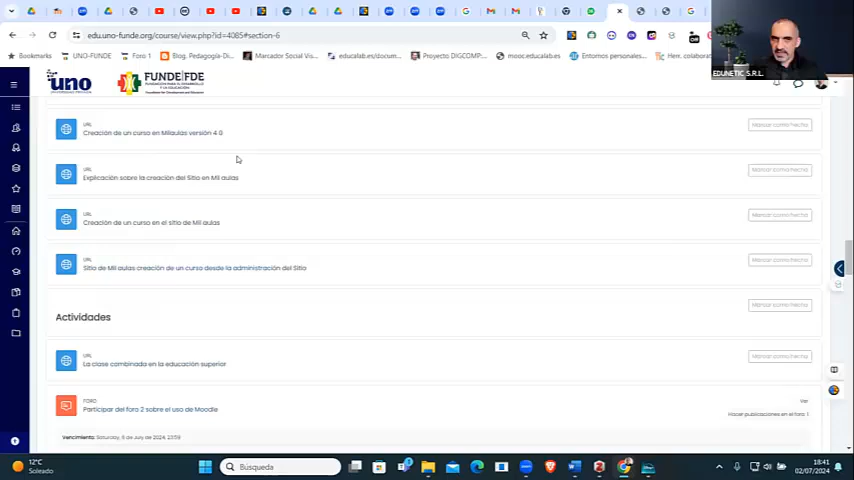 edu.uno-funde.org/course/view.php?id=4085#section-6
Bookmarks
UNO-FUNDE
Foro 1
Blog. Pedagogía-Di...
Marcador Social Vis...
educalab.es/docum...
Proyecto DIGCOMP:...
mooc.educalab.es
Entornos personales...
Herr. colabora
EDUNETIC S.R.L.
uno
FUNDE|FDE
URL
Creación de un curso en Milaulas versión 4.0
Marcar como hecha
URL
Explicación sobre la creación del Sitio en Mil aulas
Marcar como hecha
URL
Creación de un curso en el sitio de Mil aulas
Marcar como hecha
URL
Sitio de Mil aulas creación de un curso desde la administración del Sitio
Marcar como hecha
Actividades
Marcar como hecha
URL
La clase combinada en la educación superior
Marcar como hecha
FORO
Participar del foro 2 sobre el uso de Moodle
Ver
Hacer publicaciones en el foro: 1
Vencimiento: Saturday, 6 de July de 2024, 23:59
12°C
Soleado
Búsqueda
18:41
02/07/2024